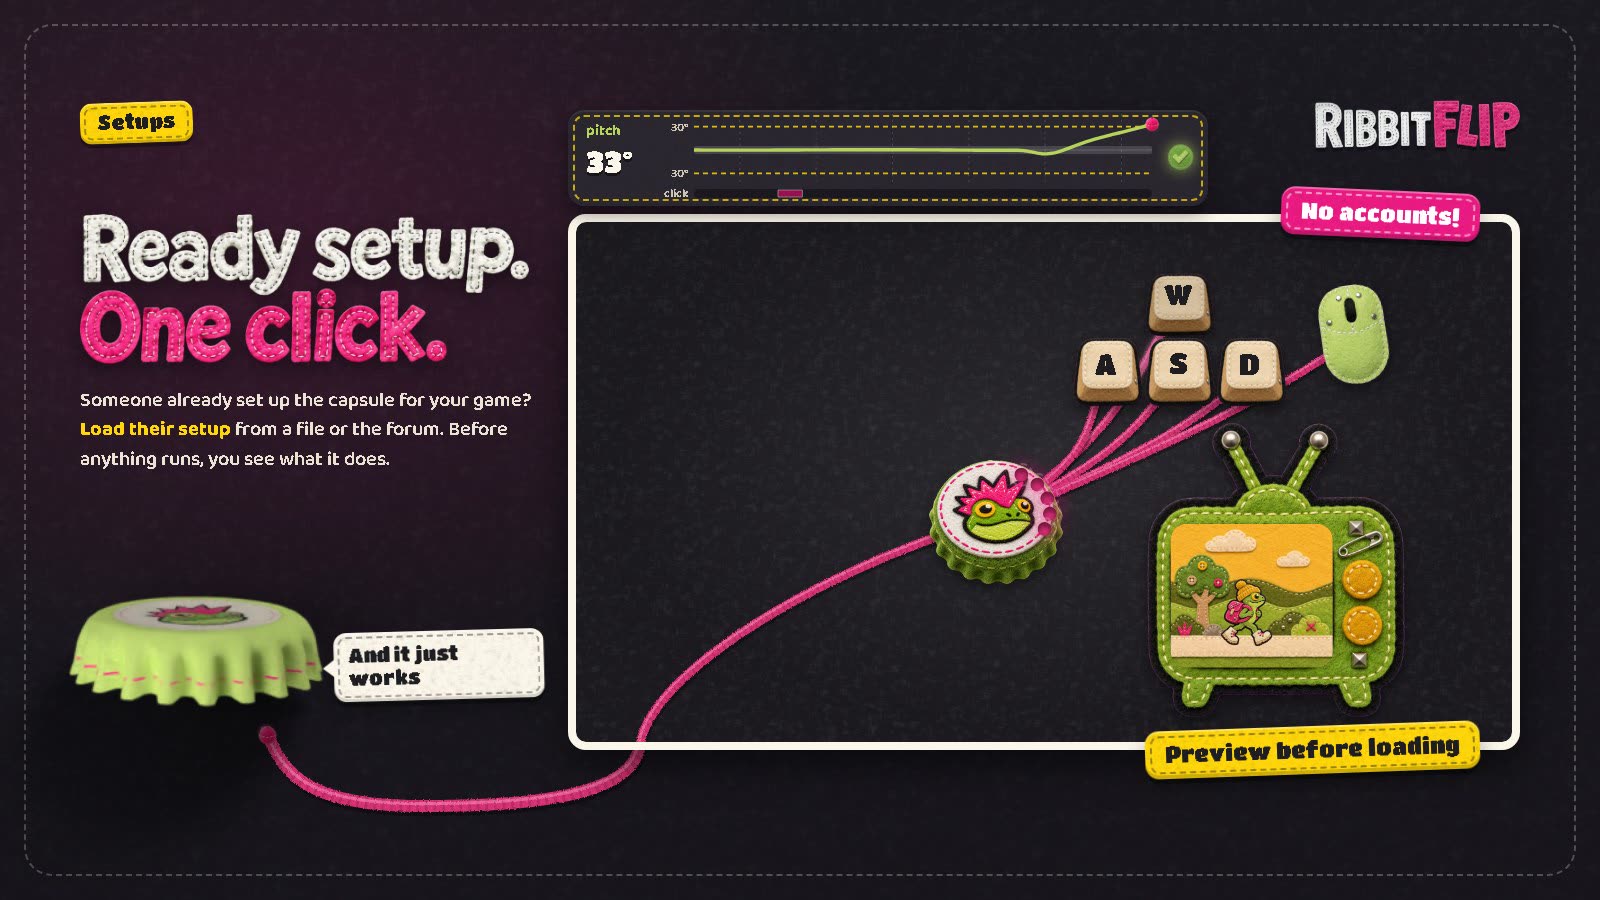 Setups
pitch
33°
30°
30°
click
RIBBITFLIP
No accounts!
Ready setup.
One click.
Someone already set up the capsule for your game?
Load their setup from a file or the forum. Before
anything runs, you see what it does.
W
A S D
And it just
works
Preview before loading